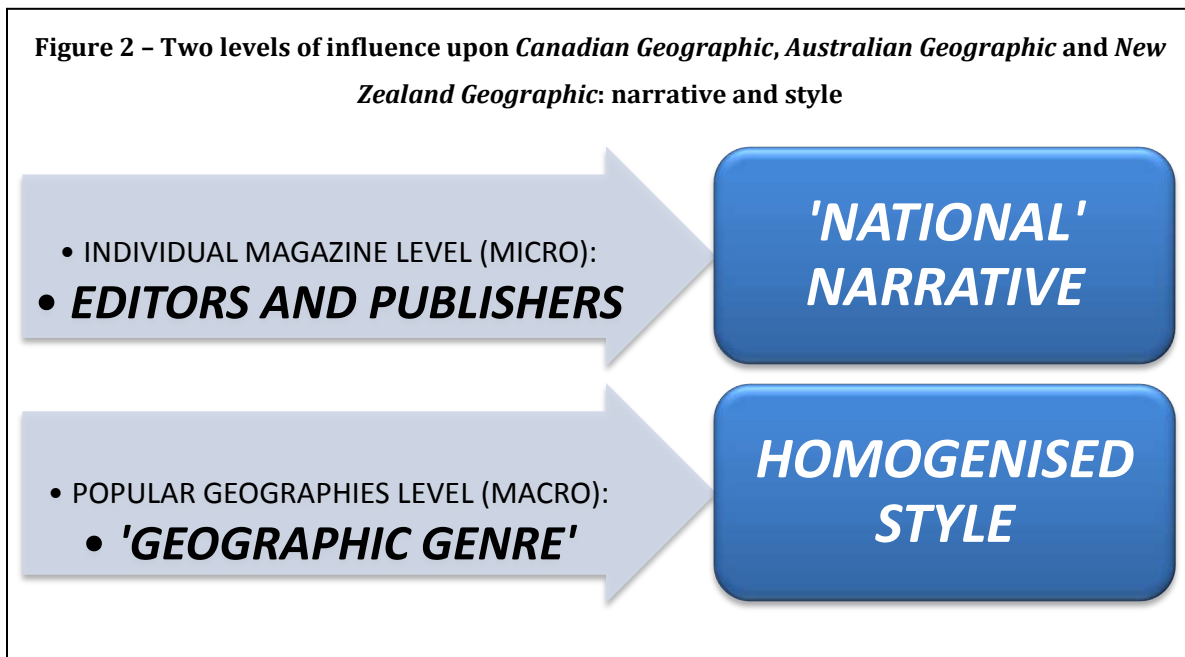 Figure 2 – Two levels of influence upon Canadian Geographic, Australian Geographic and New
Zealand Geographic: narrative and style
• INDIVIDUAL MAGAZINE LEVEL (MICRO):
• EDITORS AND PUBLISHERS
'NATIONAL'
NARRATIVE
• POPULAR GEOGRAPHIES LEVEL (MACRO):
• 'GEOGRAPHIC GENRE'
HOMOGENISED
STYLE